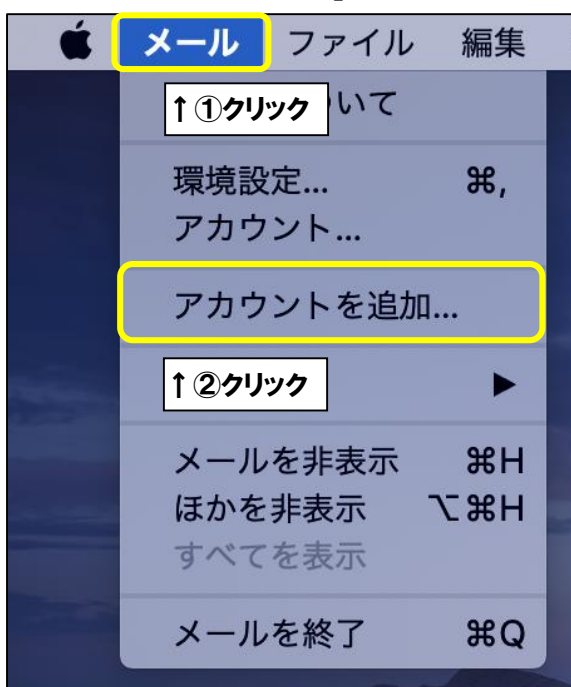 メール ファイル 編集
↑①クリック いて
環境設定... ⌘,
アカウント...
アカウントを追加...
↑②クリック ▶
メールを非表示 ⌘H
ほかを非表示 ⌥⌘H
すべてを表示
メールを終了 ⌘Q